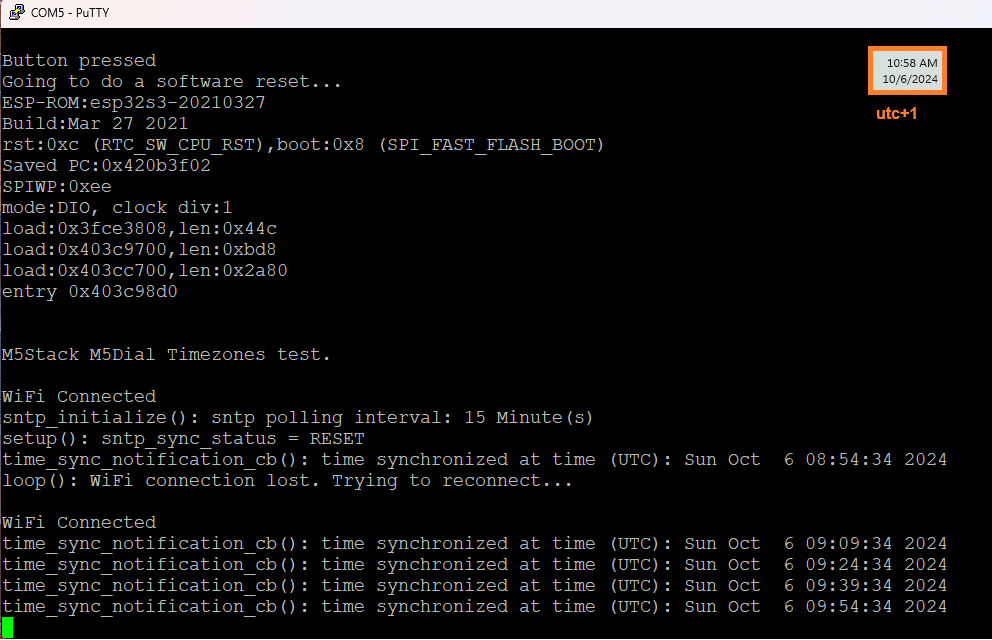 COM5 - PuTTY
Button pressed
Going to do a software reset...
ESP-ROM:esp32s3-20210327
Build:Mar 27 2021
rst:0xc (RTC_SW_CPU_RST),boot:0x8 (SPI_FAST_FLASH_BOOT)
Saved PC:0x420b3f02
SPIWP:0xee
mode:DIO, clock div:1
load:0x3fce3808,len:0x44c
load:0x403c9700,len:0xbd8
load:0x403cc700,len:0x2a80
entry 0x403c98d0
10:58 AM
10/6/2024
utc+1
M5Stack M5Dial Timezones test.
WiFi Connected
sntp_initialize(): sntp polling interval: 15 Minute(s)
setup(): sntp_sync_status = RESET
time_sync_notification_cb(): time synchronized at time (UTC): Sun Oct  6 08:54:34 2024
loop(): WiFi connection lost. Trying to reconnect...
WiFi Connected
time_sync_notification_cb(): time synchronized at time (UTC): Sun Oct  6 09:09:34 2024
time_sync_notification_cb(): time synchronized at time (UTC): Sun Oct  6 09:24:34 2024
time_sync_notification_cb(): time synchronized at time (UTC): Sun Oct  6 09:39:34 2024
time_sync_notification_cb(): time synchronized at time (UTC): Sun Oct  6 09:54:34 2024